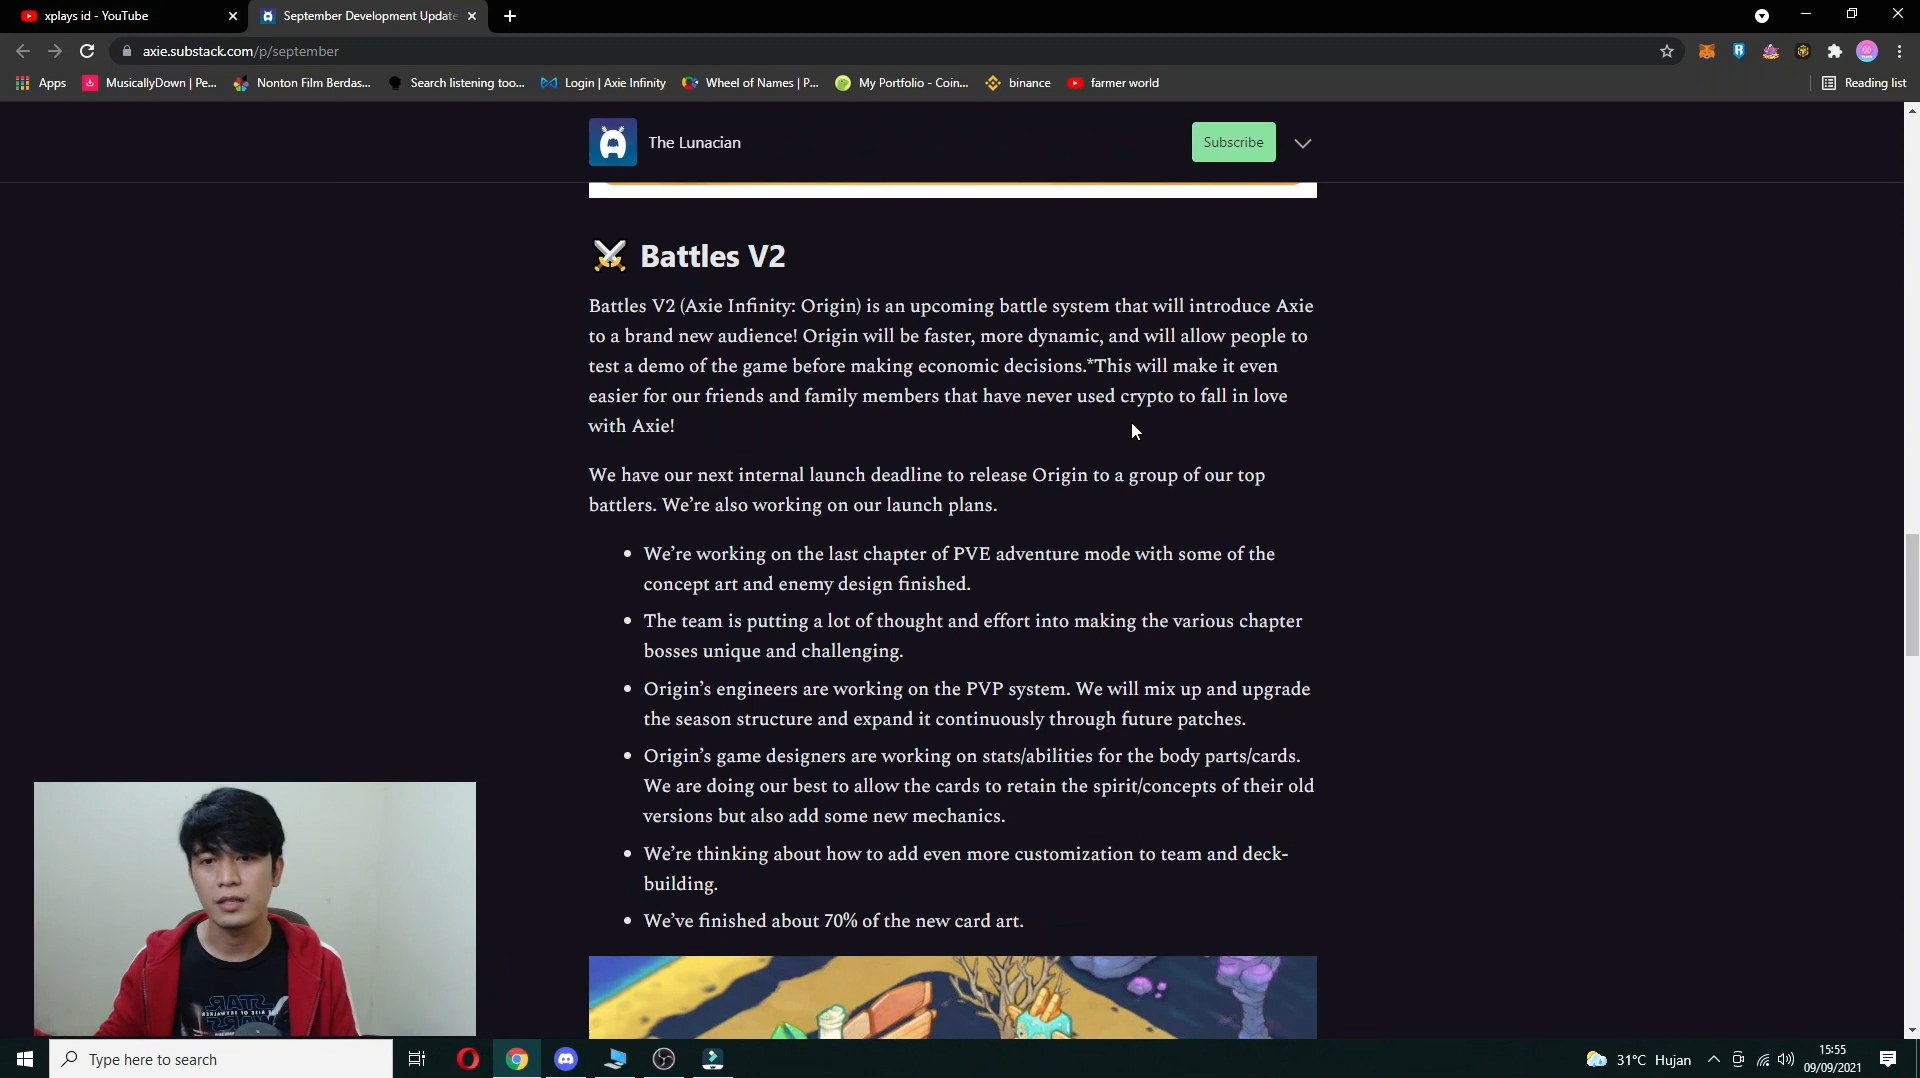 xplays id - YouTube
September Development Update
axie.substack.com/p/september
Apps
MusicallyDown | Pe...
Nonton Film Berdas...
Search listening too...
Login | Axie Infinity
Wheel of Names | P...
My Portfolio - Coin...
binance
farmer world
Reading list
The Lunacian
Subscribe
Battles V2
Battles V2 (Axie Infinity: Origin) is an upcoming battle system that will introduce Axie
to a brand new audience! Origin will be faster, more dynamic, and will allow people to
test a demo of the game before making economic decisions.*This will make it even
easier for our friends and family members that have never used crypto to fall in love
with Axie!
We have our next internal launch deadline to release Origin to a group of our top
battlers. We're also working on our launch plans.
• We're working on the last chapter of PVE adventure mode with some of the
concept art and enemy design finished.
• The team is putting a lot of thought and effort into making the various chapter
bosses unique and challenging.
• Origin's engineers are working on the PVP system. We will mix up and upgrade
the season structure and expand it continuously through future patches.
• Origin's game designers are working on stats/abilities for the body parts/cards.
We are doing our best to allow the cards to retain the spirit/concepts of their old
versions but also add some new mechanics.
• We're thinking about how to add even more customization to team and deck-
building.
• We've finished about 70% of the new card art.
STAR
WARS
Type here to search
31°C Hujan
15:55
09/09/2021